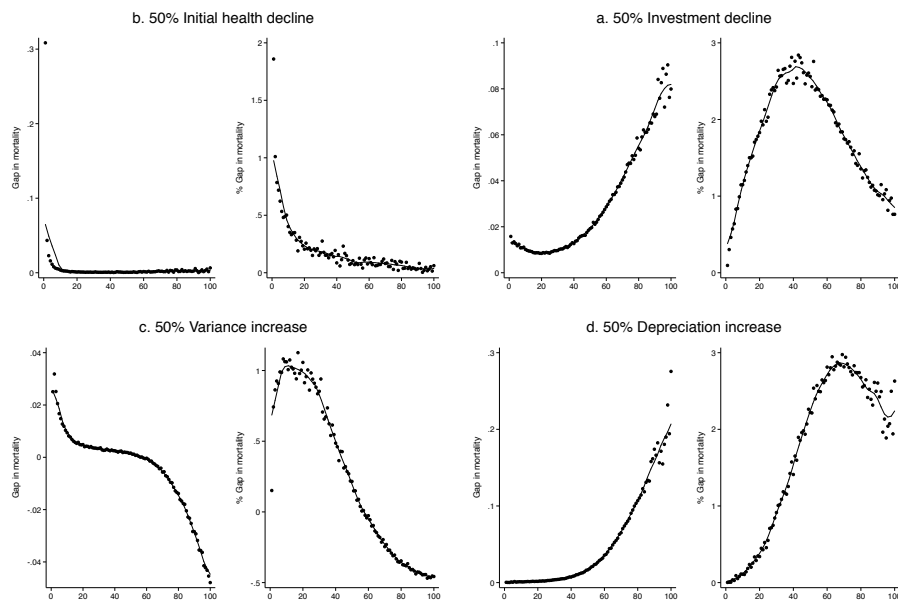 b. 50% Initial health decline
Gap in mortality
.3
.2
.1
0
0 20 40 60 80 100
% Gap in mortality
2
1.5
1
.5
0
0 20 40 60 80 100
a. 50% Investment decline
Gap in mortality
.1
.08
.06
.04
.02
0
0 20 40 60 80 100
% Gap in mortality
3
2
1
0
0 20 40 60 80 100
c. 50% Variance increase
Gap in mortality
.04
.02
0
-.02
-.04
0 20 40 60 80 100
% Gap in mortality
1
.5
0
-.5
0 20 40 60 80 100
d. 50% Depreciation increase
Gap in mortality
.3
.2
.1
0
0 20 40 60 80 100
% Gap in mortality
3
2
1
0
0 20 40 60 80 100